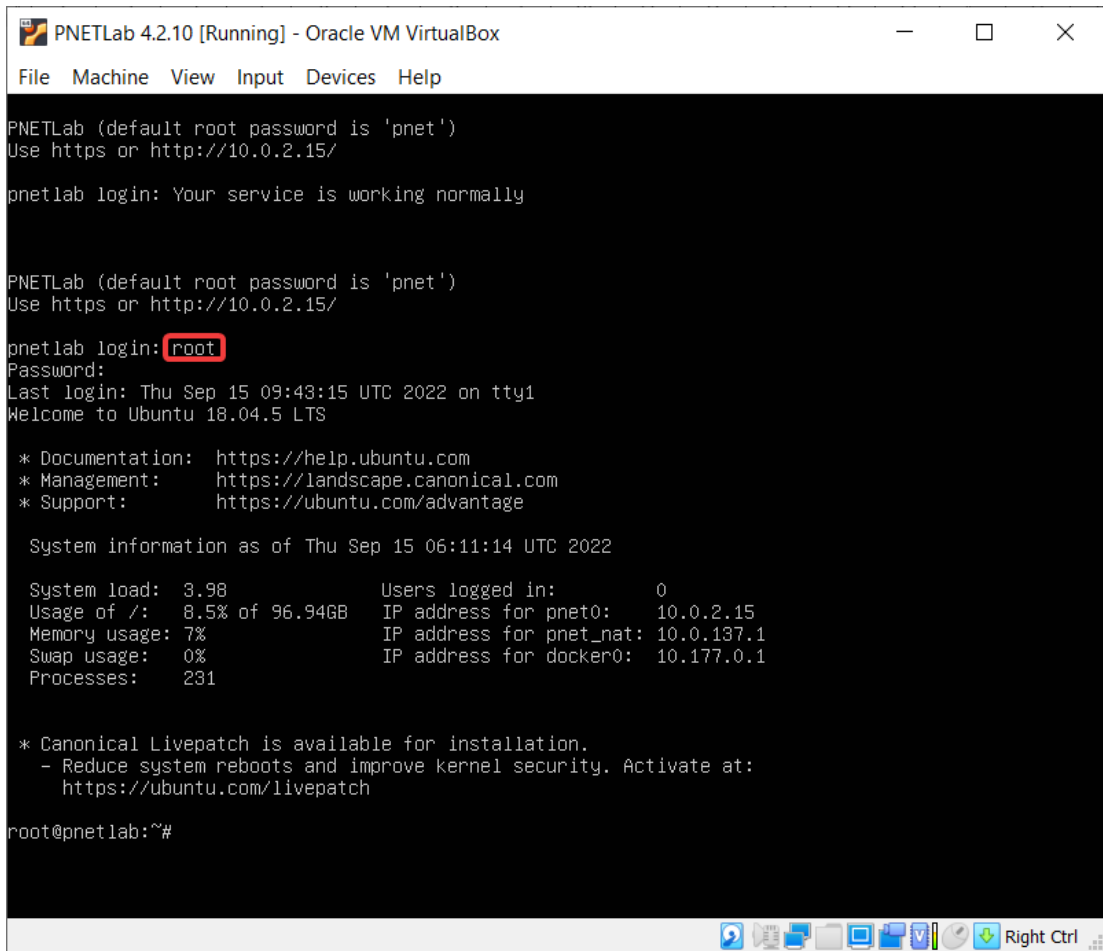 PNETLab 4.2.10 [Running] - Oracle VM VirtualBox
File Machine View Input Devices Help
PNETLab (default root password is 'pnet')
Use https or http://10.0.2.15/
pnetlab login: Your service is working normally
PNETLab (default root password is 'pnet')
Use https or http://10.0.2.15/
pnetlab login: root
Password:
Last login: Thu Sep 15 09:43:15 UTC 2022 on tty1
Welcome to Ubuntu 18.04.5 LTS
* Documentation: https://help.ubuntu.com
* Management: https://landscape.canonical.com
* Support: https://ubuntu.com/advantage
System information as of Thu Sep 15 06:11:14 UTC 2022
System load: 3.98 Users logged in: 0
Usage of /: 8.5% of 96.94GB IP address for pnet0: 10.0.2.15
Memory usage: 7% IP address for pnet_nat: 10.0.137.1
Swap usage: 0% IP address for docker0: 10.177.0.1
Processes: 231
* Canonical Livepatch is available for installation.
- Reduce system reboots and improve kernel security. Activate at:
https://ubuntu.com/livepatch
root@pnetlab:~#
Right Ctrl